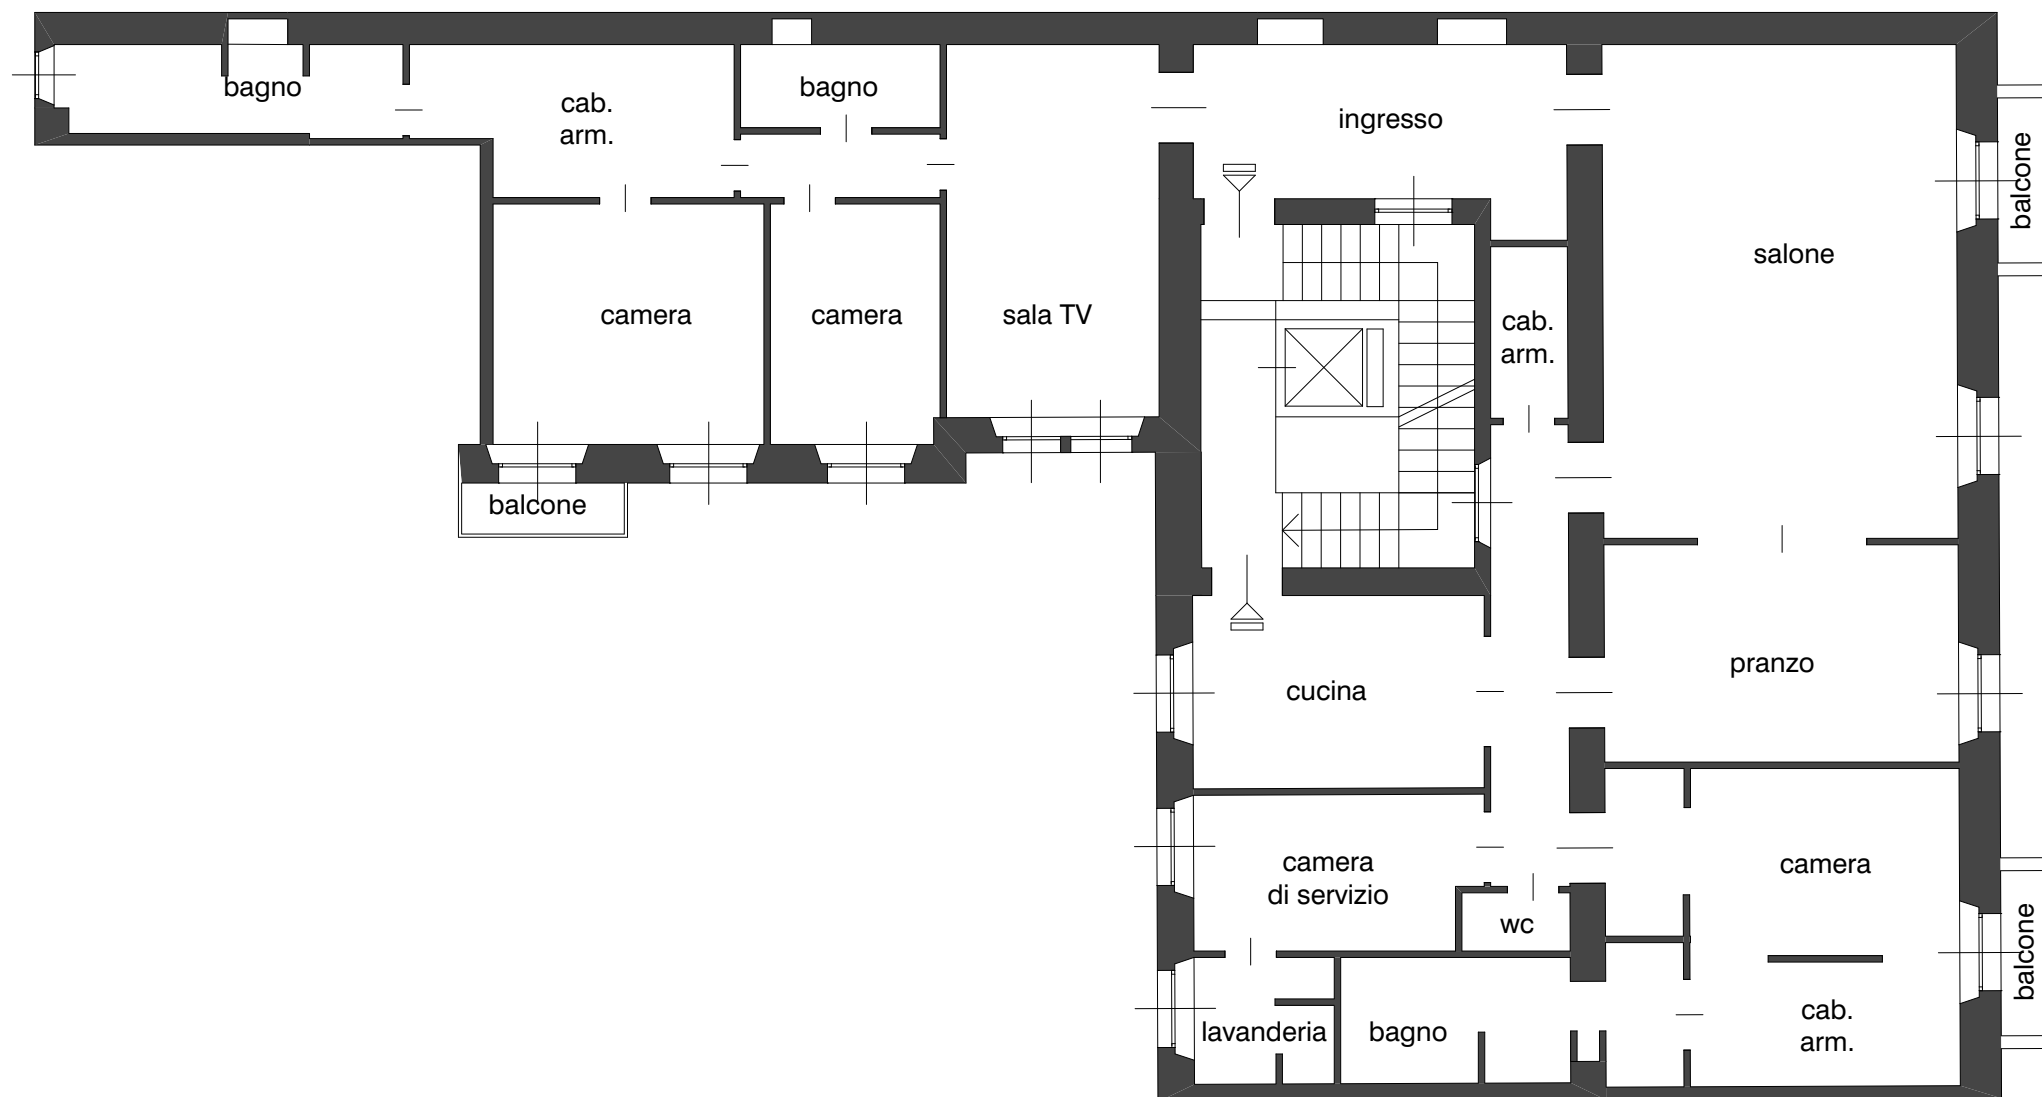 bagno
cab.
arm.
bagno
ingresso
balcone
salone
camera
camera
sala TV
cab.
arm.
balcone
pranzo
cucina
camera
di servizio
camera
wc
balcone
lavanderia
bagno
cab.
arm.